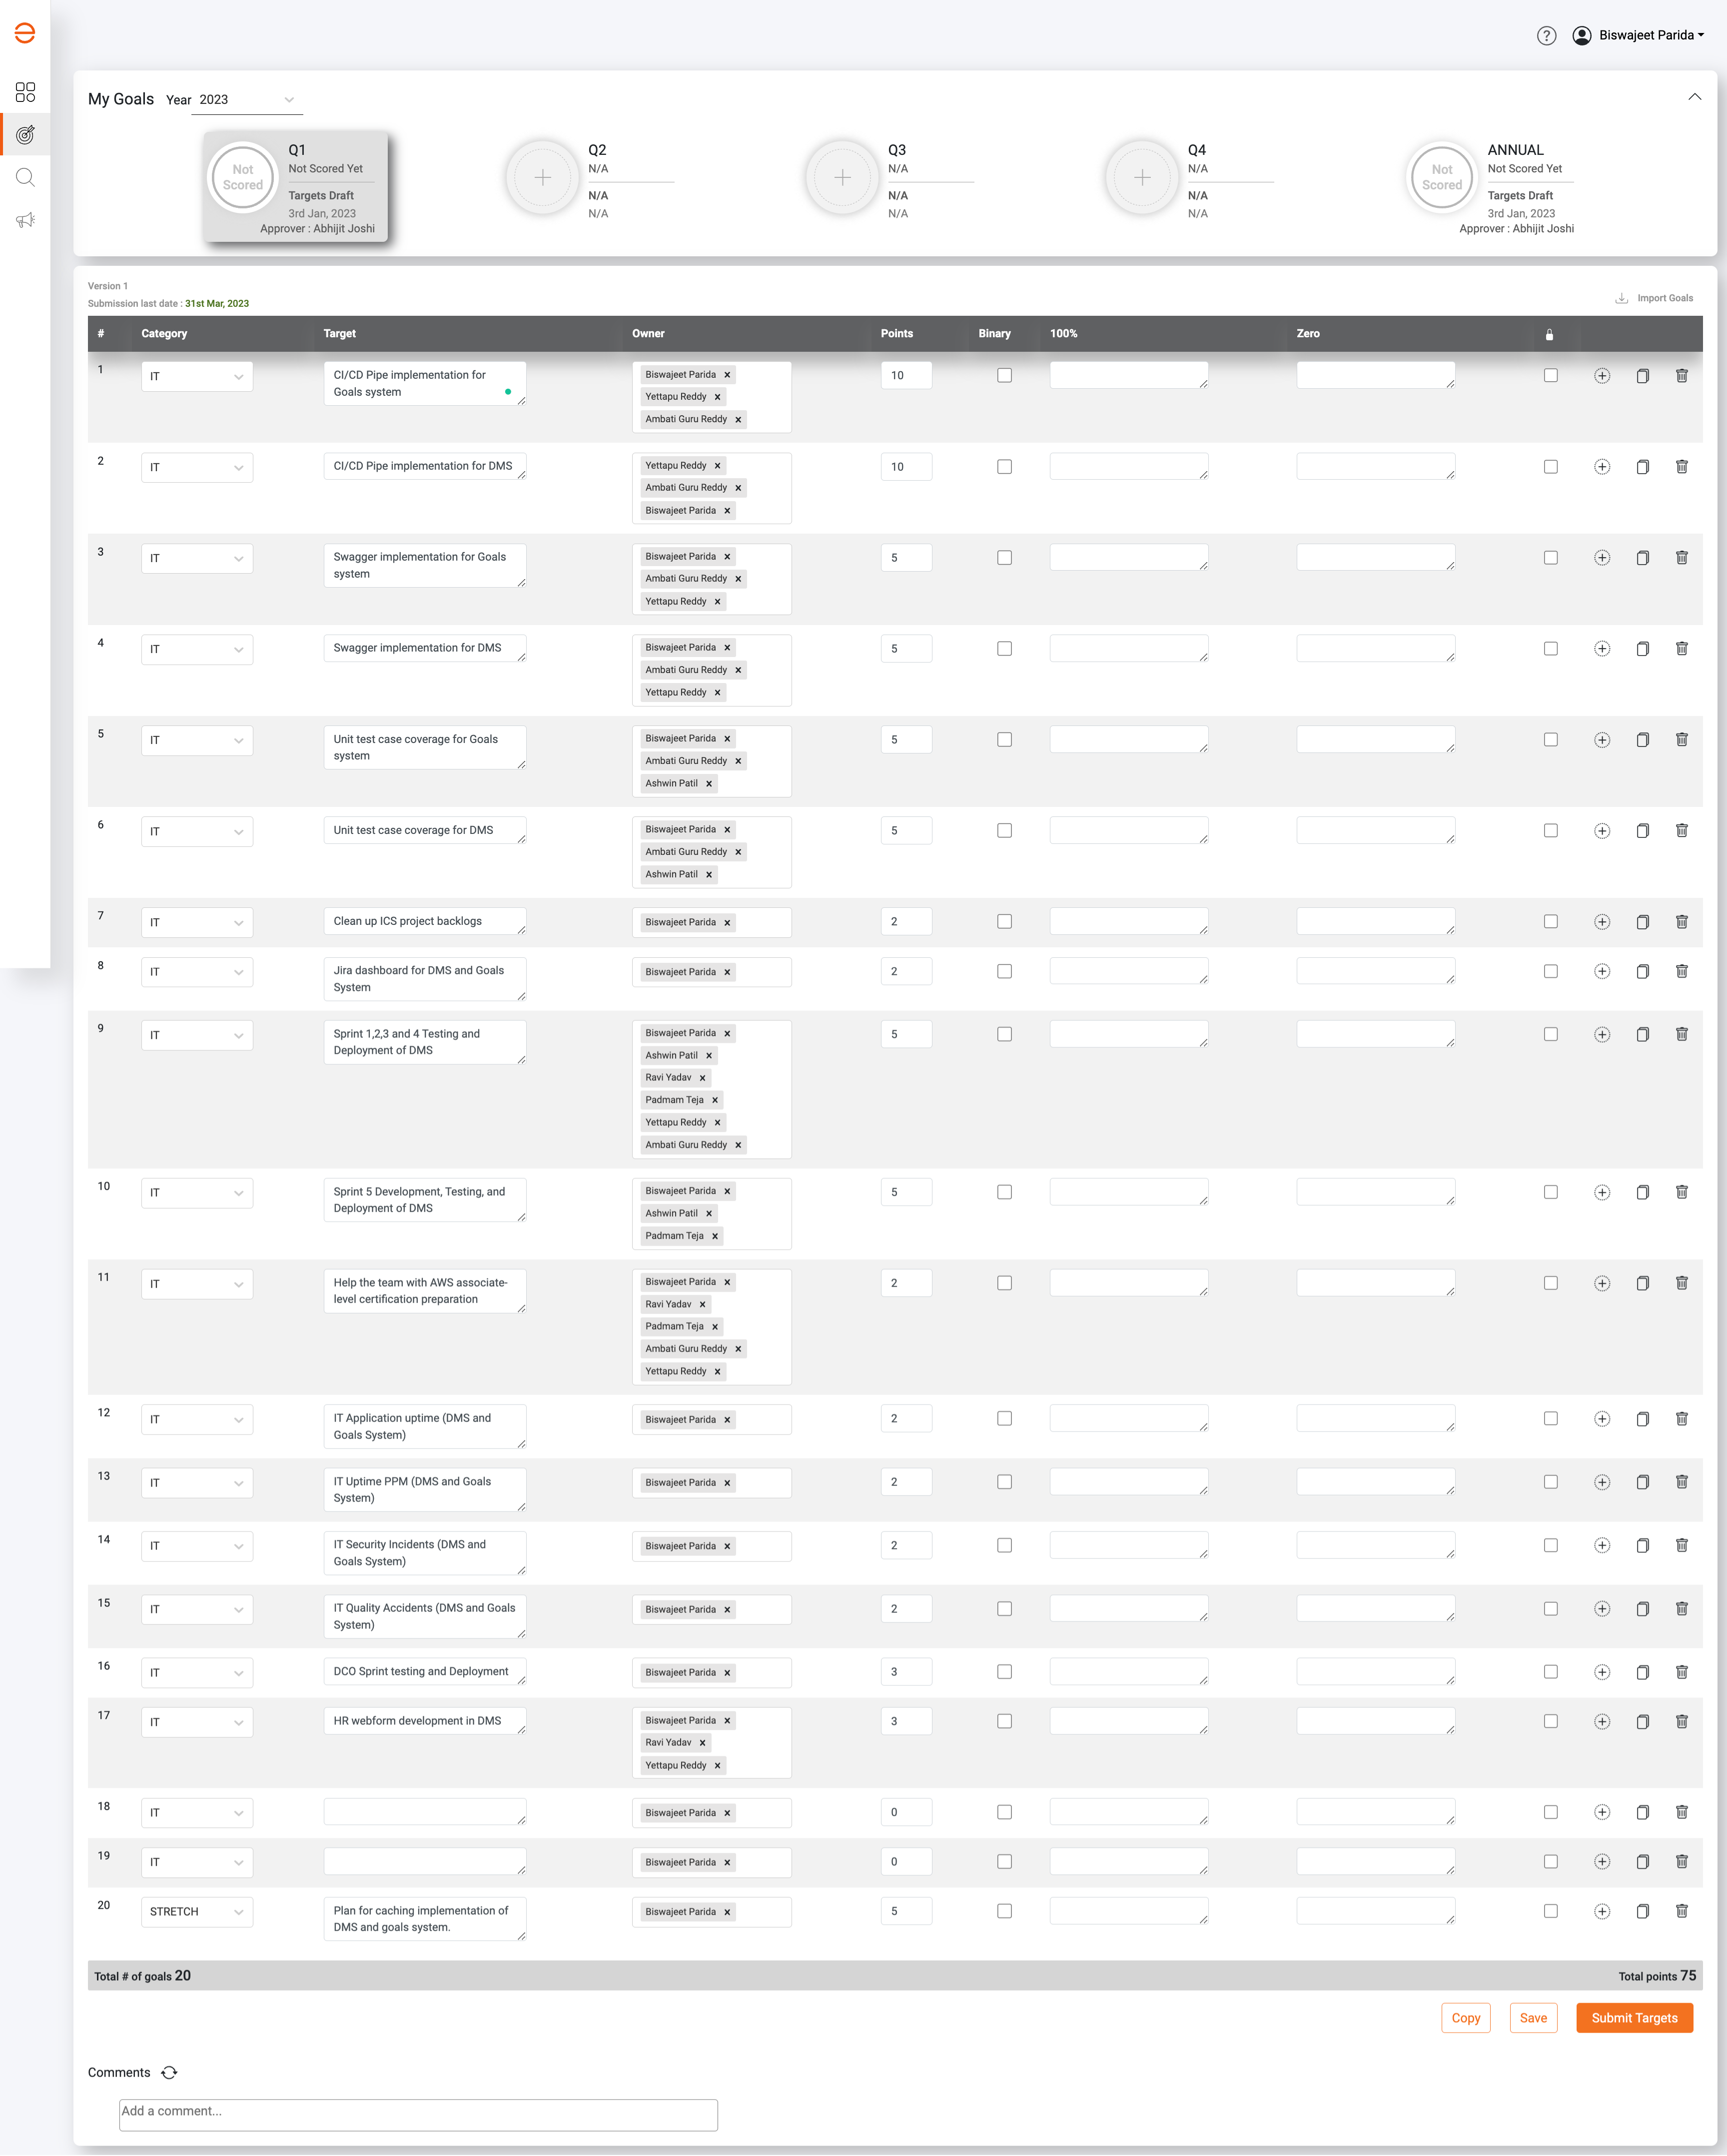 Biswajeet Parida
My Goals Year 2023
Not Scored
Q1
Not Scored Yet
Targets Draft
3rd Jan, 2023
Approver : Abhijit Joshi
Q2
N/A
N/A
N/A
Q3
N/A
N/A
N/A
Q4
N/A
N/A
N/A
Not Scored
ANNUAL
Not Scored Yet
Targets Draft
3rd Jan, 2023
Approver : Abhijit Joshi
Version 1
Submission last date : 31st Mar, 2023
Import Goals
# Category Target Owner Points Binary 100% Zero
1 IT CI/CD Pipe implementation for Biswajeet Parida × 10
Goals system Yettapu Reddy ×
Ambati Guru Reddy ×
2 IT CI/CD Pipe implementation for DMS Yettapu Reddy × 10
Ambati Guru Reddy ×
Biswajeet Parida ×
3 IT Swagger implementation for Goals Biswajeet Parida × 5
system Ambati Guru Reddy ×
Yettapu Reddy ×
4 IT Swagger implementation for DMS Biswajeet Parida × 5
Ambati Guru Reddy ×
Yettapu Reddy ×
5 IT Unit test case coverage for Goals Biswajeet Parida × 5
system Ambati Guru Reddy ×
Ashwin Patil ×
6 IT Unit test case coverage for DMS Biswajeet Parida × 5
Ambati Guru Reddy ×
Ashwin Patil ×
7 IT Clean up ICS project backlogs Biswajeet Parida × 2
8 IT Jira dashboard for DMS and Goals Biswajeet Parida × 2
System
9 IT Sprint 1,2,3 and 4 Testing and Biswajeet Parida × 5
Deployment of DMS Ashwin Patil ×
Ravi Yadav ×
Padmam Teja ×
Yettapu Reddy ×
Ambati Guru Reddy ×
10 IT Sprint 5 Development, Testing, and Biswajeet Parida × 5
Deployment of DMS Ashwin Patil ×
Padmam Teja ×
11 IT Help the team with AWS associate- Biswajeet Parida × 2
level certification preparation Ravi Yadav ×
Padmam Teja ×
Ambati Guru Reddy ×
Yettapu Reddy ×
12 IT IT Application uptime (DMS and Biswajeet Parida × 2
Goals System)
13 IT IT Uptime PPM (DMS and Goals Biswajeet Parida × 2
System)
14 IT IT Security Incidents (DMS and Biswajeet Parida × 2
Goals System)
15 IT IT Quality Accidents (DMS and Goals Biswajeet Parida × 2
System)
16 IT DCO Sprint testing and Deployment Biswajeet Parida × 3
17 IT HR webform development in DMS Biswajeet Parida × 3
Ravi Yadav ×
Yettapu Reddy ×
18 IT Biswajeet Parida × 0
19 IT Biswajeet Parida × 0
20 STRETCH Plan for caching implementation of Biswajeet Parida × 5
DMS and goals system.
Total # of goals 20 Total points 75
Copy Save Submit Targets
Comments
Add a comment...